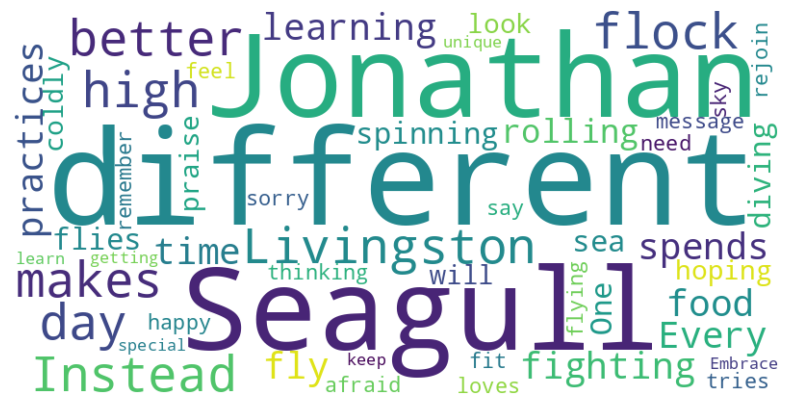 better
learning
look
unique
flock
Jonathan
rejoin
practices
coldly
high
feel
sky
praise
spinning
rolling
message
need
diving
remember
different
sorry
say
flies
time
Livingston
sea
spends
learn
getting
thinking
will
hoping
makes
Seagull
flying
One
food
day
happy
special
Every
Instead
fly
keep
afraid
fit
loves
fighting
Embrace
tries